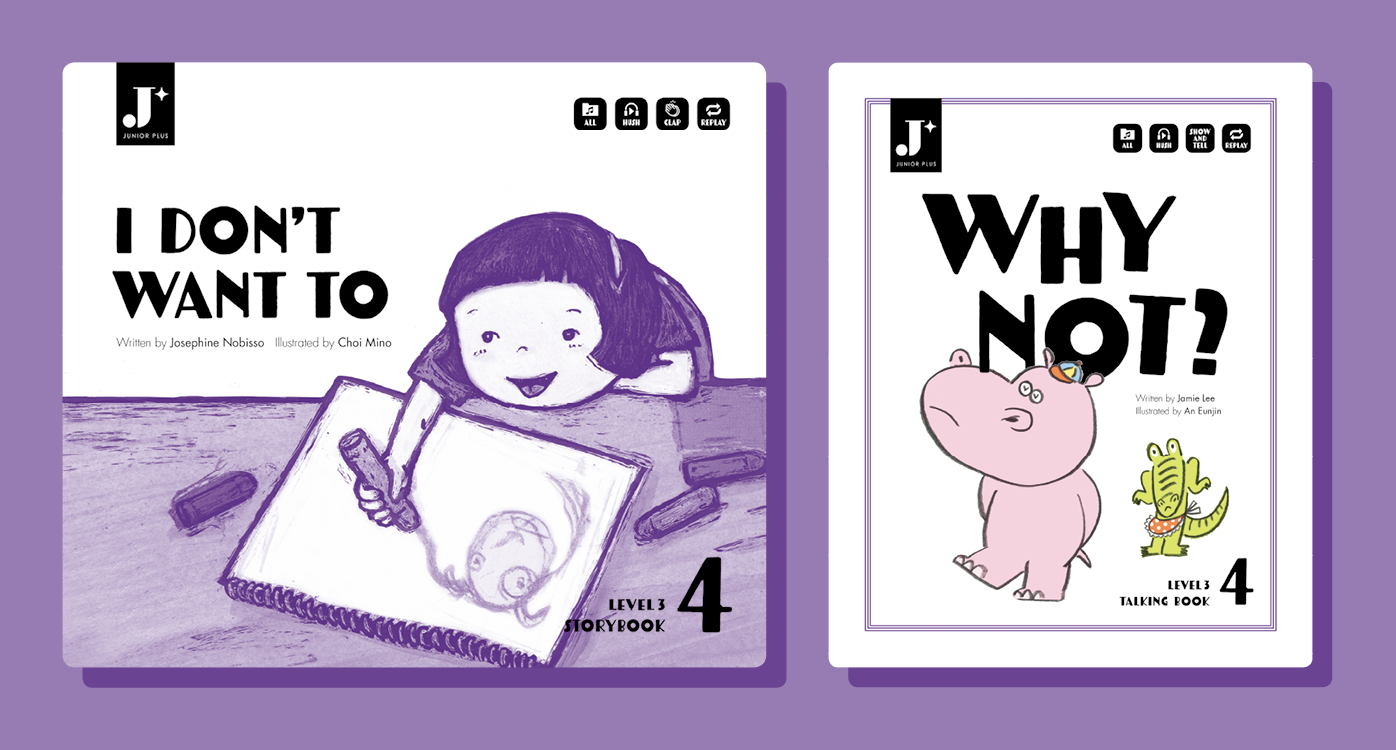 J
JUNIOR PLUS
ALL
HUSH
CLAP
REPLAY
I DON'T
WANT TO
Written by Josephine Nobisso Illustrated by Choi Mino
LEVEL 3
STORYBOOK
4
J
JUNIOR PLUS
ALL
HUSH
SHOW
AND
TELL
REPLAY
WHY
NOT?
Written by Jamie Lee
Illustrated by An Eunjin
LEVEL 3
TALKING BOOK
4